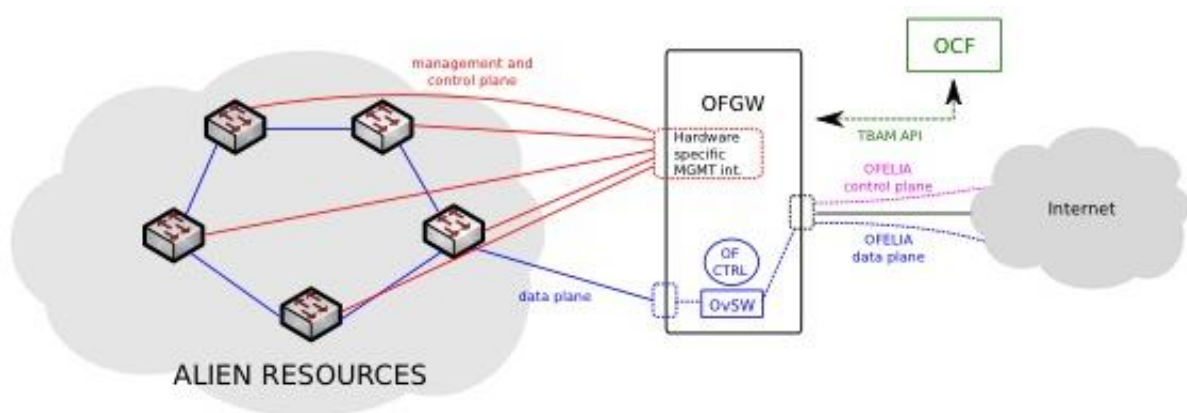 management and
control plane
OCF
OFGW
TBAM API
Hardware
specific
MGMT int.
OFELIA
control plane
Internet
OFELIA
data plane
OF
CTRL
data plane
OvSW
ALIEN RESOURCES